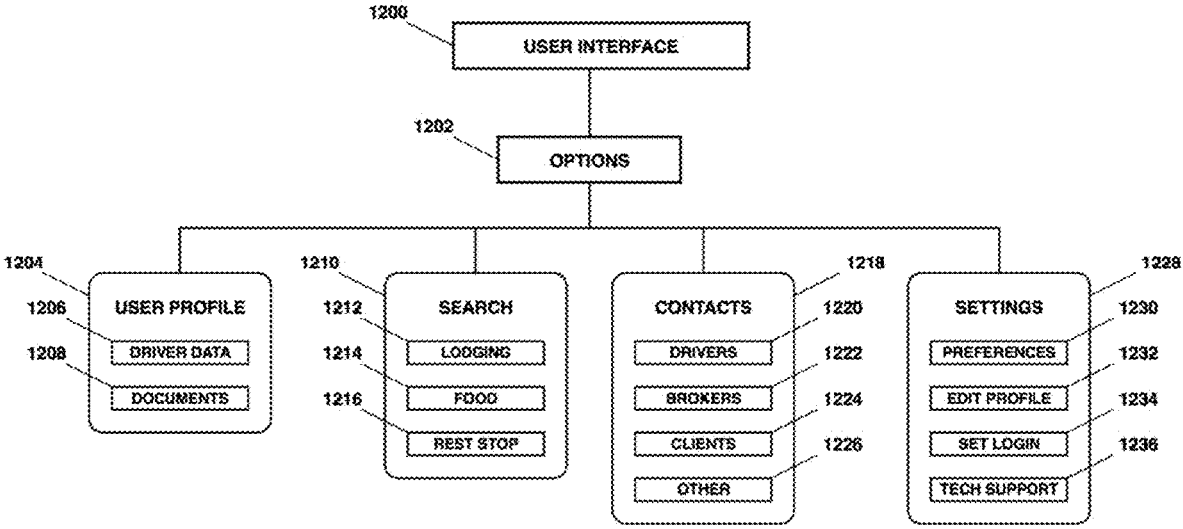 1200
USER INTERFACE
1202
OPTIONS
1204
USER PROFILE
1206
DRIVER DATA
1208
DOCUMENTS
1210
SEARCH
1212
LODGING
1214
FOOD
1216
REST STOP
1218
CONTACTS
1220
DRIVERS
1222
BROKERS
1224
CLIENTS
1226
OTHER
1228
SETTINGS
1230
PREFERENCES
1232
EDIT PROFILE
1234
SET LOGIN
1236
TECH SUPPORT